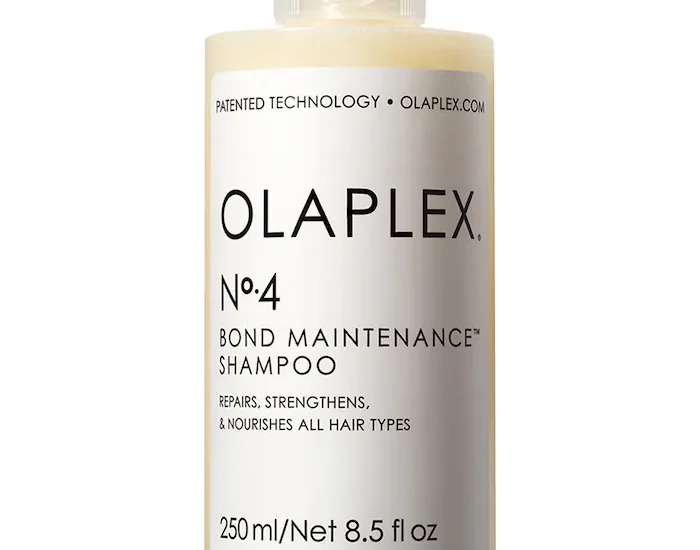 PATENTED TECHNOLOGY • OLAPLEX.COM
OLAPLEX®
Nº.4
BOND MAINTENANCE™
SHAMPOO
REPAIRS, STRENGTHENS,
& NOURISHES ALL HAIR TYPES
250 ml/Net 8.5 fl oz